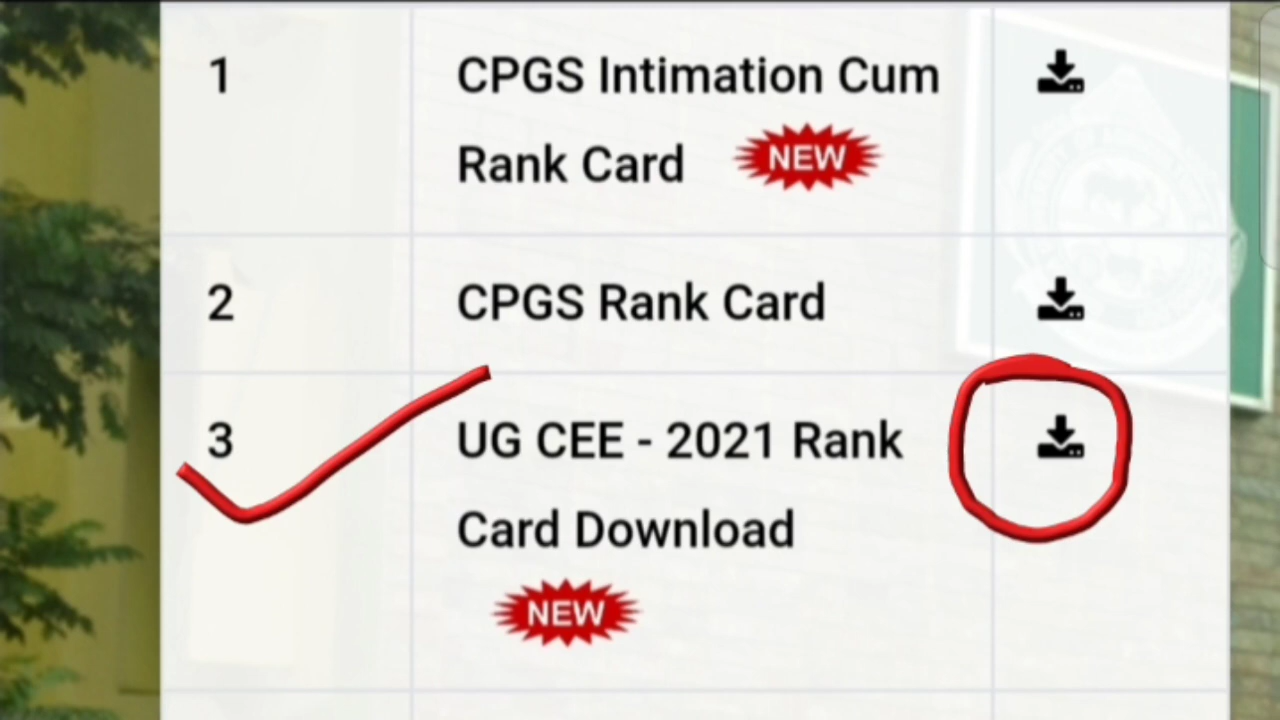 1
CPGS Intimation Cum
Rank Card NEW
2
CPGS Rank Card
3
UG CEE - 2021 Rank
Card Download
NEW